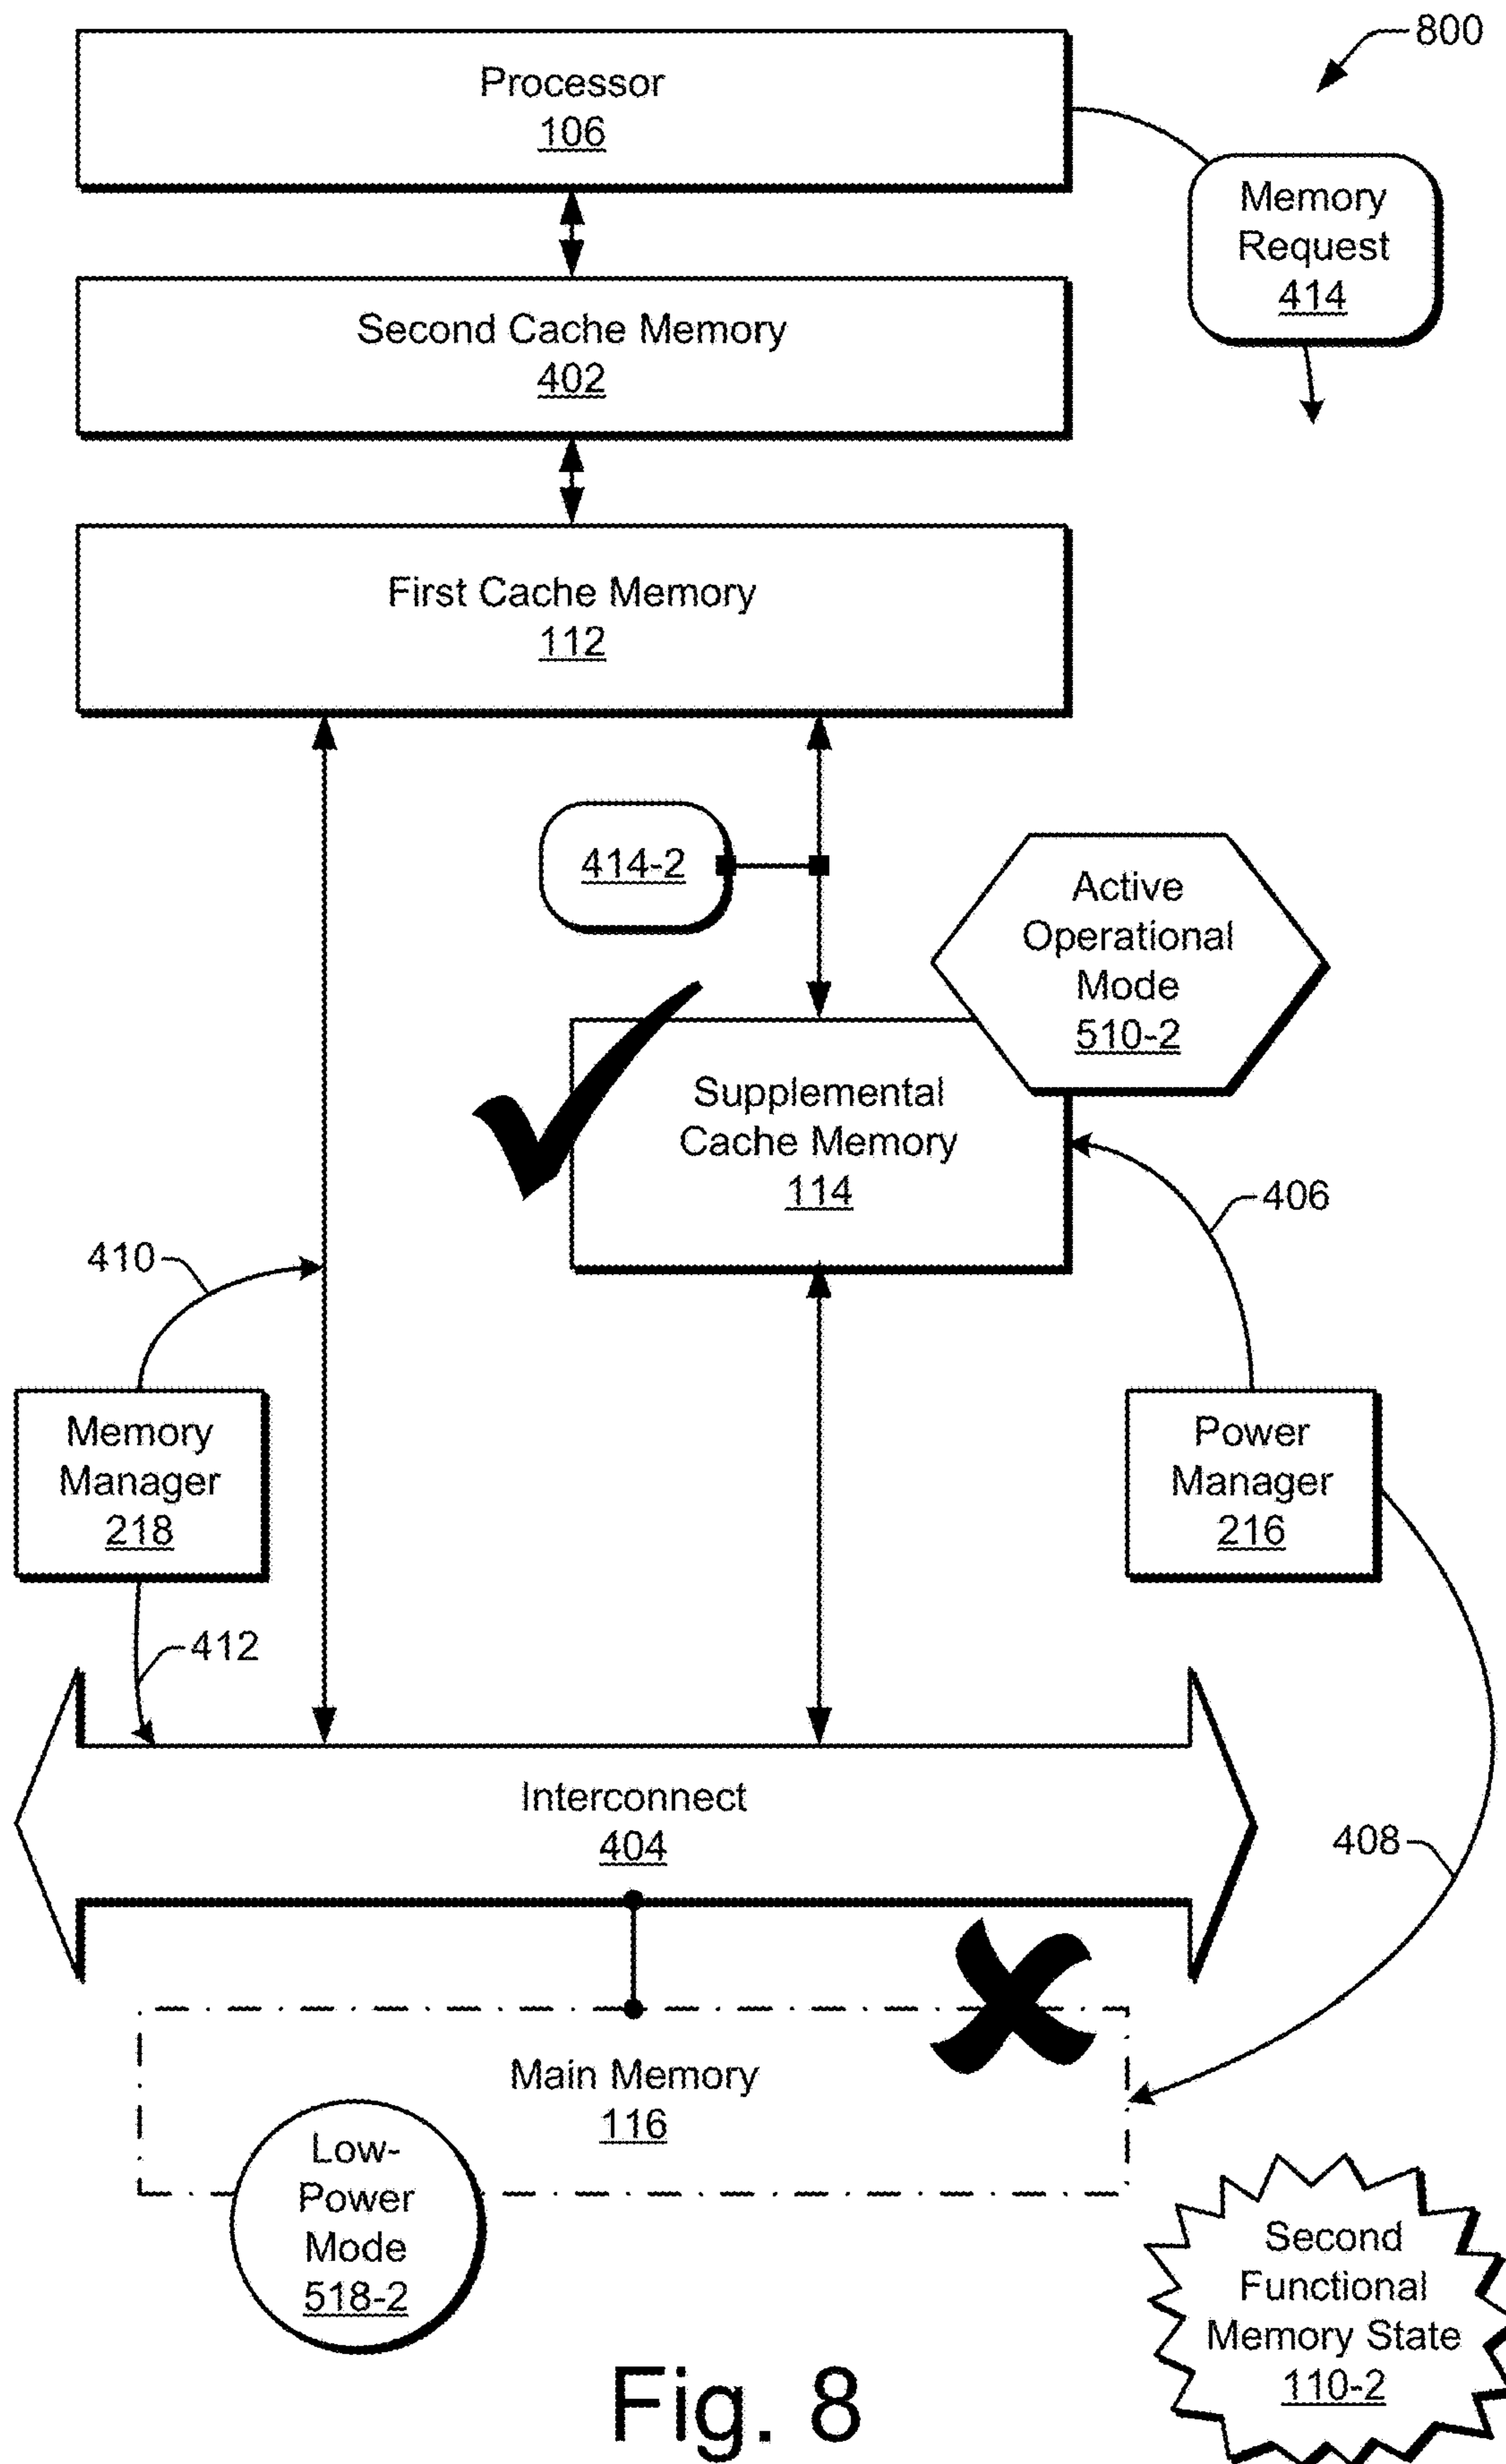 800
Processor
106
Memory
Request
414
Second Cache Memory
402
First Cache Memory
112
414-2
Active
Operational
Mode
510-2
Supplemental
Cache Memory
114
406
410
Memory
Manager
218
Power
Manager
216
412
Interconnect
404
408
Main Memory
116
Low-
Power
Mode
518-2
Second
Functional
Memory State
110-2
Fig. 8